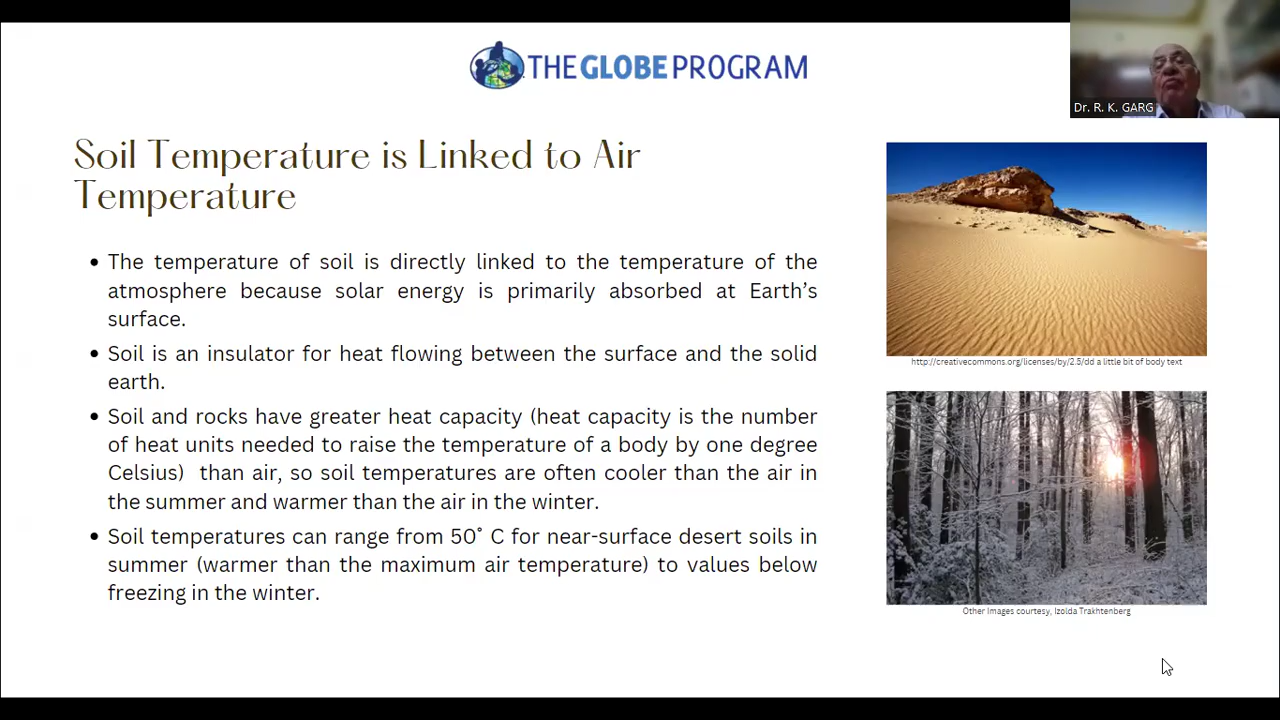 THE GLOBE PROGRAM
Dr. R. K. GARG
Soil Temperature is Linked to Air
Temperature
• The temperature of soil is directly linked to the temperature of the
atmosphere because solar energy is primarily absorbed at Earth’s
surface.
• Soil is an insulator for heat flowing between the surface and the solid
earth.
• Soil and rocks have greater heat capacity (heat capacity is the number
of heat units needed to raise the temperature of a body by one degree
Celsius)  than air, so soil temperatures are often cooler than the air in
the summer and warmer than the air in the winter.
• Soil temperatures can range from 50˚ C for near-surface desert soils in
summer (warmer than the maximum air temperature) to values below
freezing in the winter.
http://creativecommons.org/licenses/by/2.5/dd a little bit of body text
Other Images courtesy, Izolda Trakhtenberg